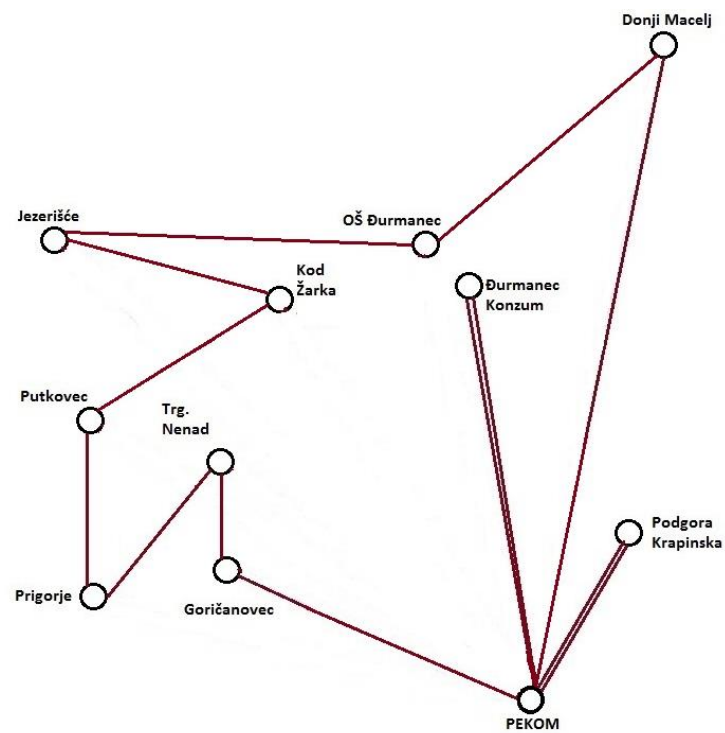 Donji Macelj
Jezerišće
OŠ Đurmanec
Kod
Žarka
Đurmanec
Konzum
Putkovec
Trg.
Nenad
Podgora
Krapinska
Prigorje
Goričanovec
PEKOM